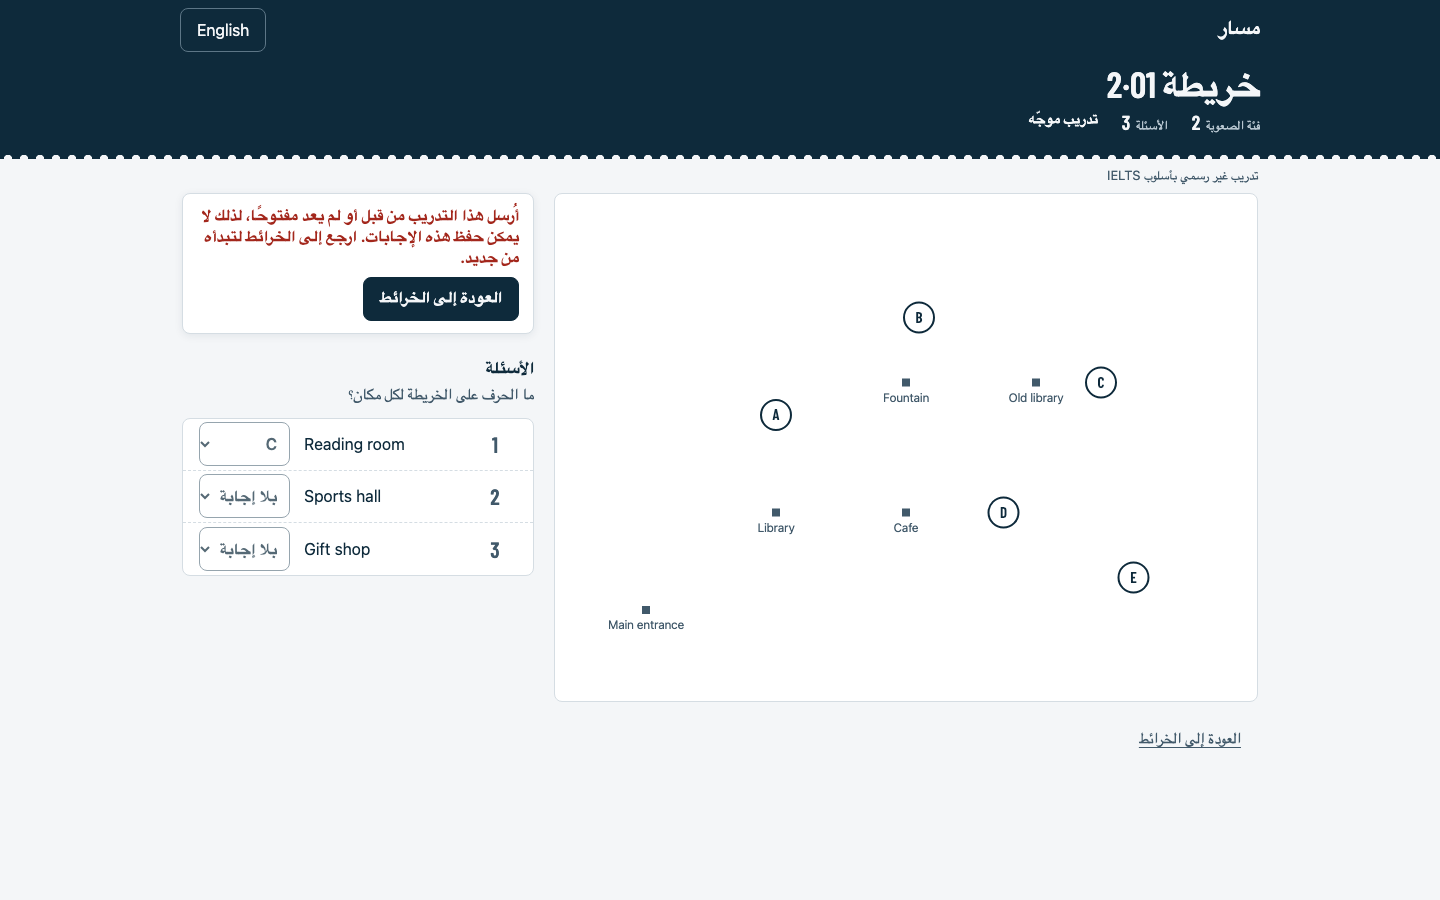 مسار
English
خريطة 2·01
فئة الصعوبة 2 الأسئلة 3 تدريب موجّه
تدريب غير رسمي بأسلوب IELTS
أُرسل هذا التدريب من قبل أو لم يعد مفتوحًا، لذلك لا
يمكن حفظ هذه الإجابات. ارجع إلى الخرائط لتبدأه
من جديد.
العودة إلى الخرائط
الأسئلة
ما الحرف على الخريطة لكل مكان؟
1 Reading room C
2 Sports hall بلا إجابة
3 Gift shop بلا إجابة
B
C
Fountain
Old library
A
D
Library
Cafe
E
Main entrance
العودة إلى الخرائط